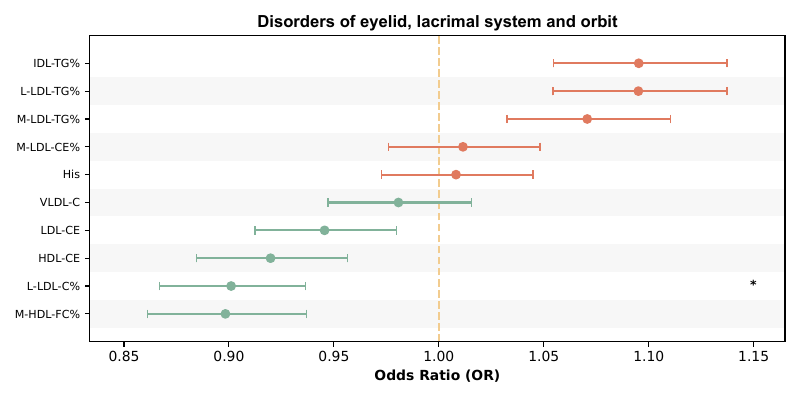 Disorders of eyelid, lacrimal system and orbit
IDL-TG%
L-LDL-TG%
M-LDL-TG%
M-LDL-CE%
His
VLDL-C
LDL-CE
HDL-CE
L-LDL-C% *
M-HDL-FC%
0.85 0.90 0.95 1.00 1.05 1.10 1.15
Odds Ratio (OR)